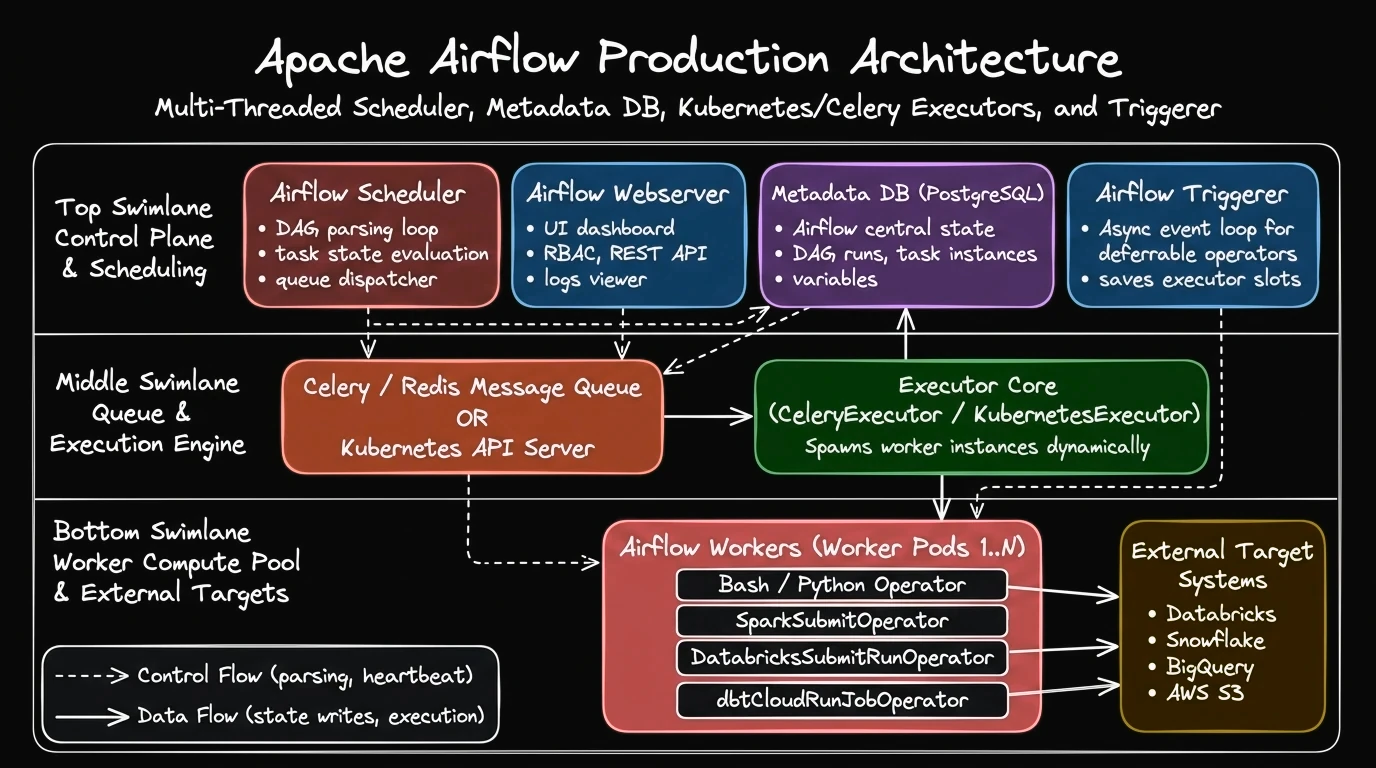 Apache Airflow Production Architecture
Multi-Threaded Scheduler, Metadata DB, Kubernetes/Celery Executors, and Triggerer
Top Swimlane
Control Plane
& Scheduling
Airflow Scheduler
• DAG parsing loop
• task state evaluation
• queue dispatcher
Airflow Webserver
• UI dashboard
• RBAC, REST API
• logs viewer
Metadata DB (PostgreSQL)
• Airflow central state
• DAG runs, task instances
• variables
Airflow Triggerer
• Async event loop for
deferrable operators
• saves executor slots
Middle Swimlane
Queue &
Execution Engine
Celery / Redis Message Queue
OR
Kubernetes API Server
Executor Core
(CeleryExecutor / KubernetesExecutor)
Spawns worker instances dynamically
Bottom Swimlane
Worker Compute Pool
& External Targets
Airflow Workers (Worker Pods 1..N)
Bash / Python Operator
SparkSubmitOperator
DatabricksSubmitRunOperator
dbtCloudRunJobOperator
External Target
Systems
• Databricks
• Snowflake
• BigQuery
• AWS S3
Control Flow (parsing, heartbeat)
Data Flow (state writes, execution)